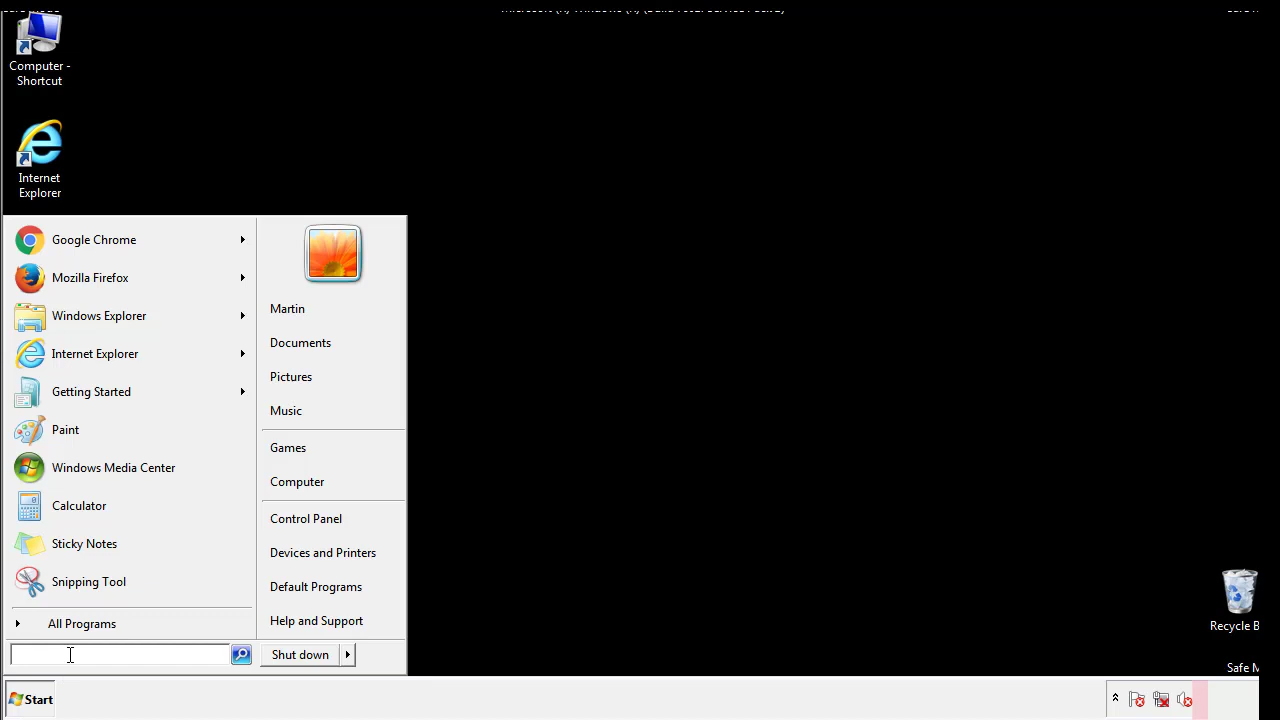 Computer -
Shortcut
Internet
Explorer
Google Chrome
Mozilla Firefox
Windows Explorer
Internet Explorer
Getting Started
Paint
Windows Media Center
Calculator
Sticky Notes
Snipping Tool
All Programs
Martin
Documents
Pictures
Music
Games
Computer
Control Panel
Devices and Printers
Default Programs
Help and Support
Shut down
Recycle B
Safe M
Start